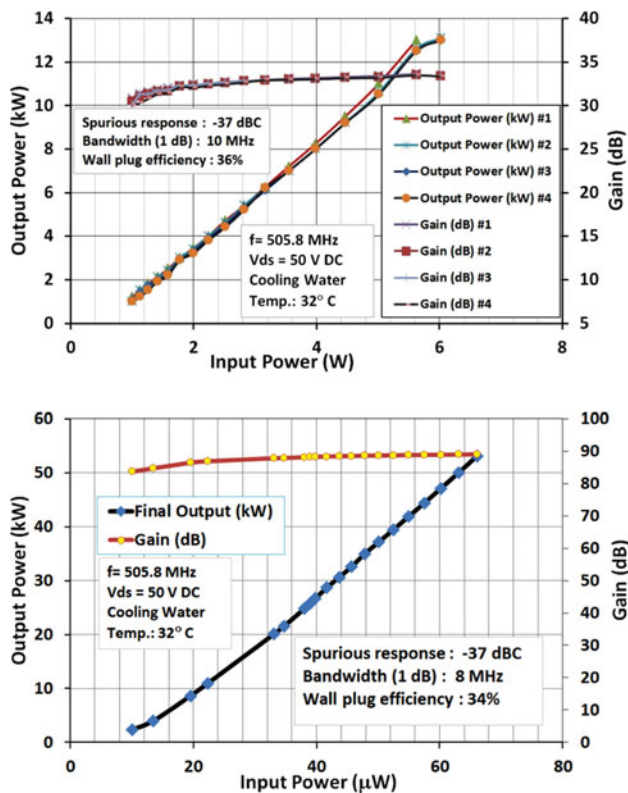 14
12
10
8
6
4
2
0
Output Power (kW)
40
35
30
25
20
15
10
5
Gain (dB)
Spurious response : -37 dBC
Bandwidth (1 dB) : 10 MHz
Wall plug efficiency : 36%
Output Power (kW) #1
Output Power (kW) #2
Output Power (kW) #3
Output Power (kW) #4
Gain (dB) #1
Gain (dB) #2
Gain (dB) #3
Gain (dB) #4
f= 505.8 MHz
Vds = 50 V DC
Cooling Water
Temp.: 32° C
0
2
4
6
8
Input Power (W)
60
50
40
30
20
10
0
Output Power (kW)
100
90
80
70
60
50
40
30
20
10
0
Gain (dB)
Final Output (kW)
Gain (dB)
f= 505.8 MHz
Vds = 50 V DC
Cooling Water
Temp.: 32° C
Spurious response : -37 dBC
Bandwidth (1 dB) : 8 MHz
Wall plug efficiency : 34%
0
20
40
60
80
Input Power (μW)